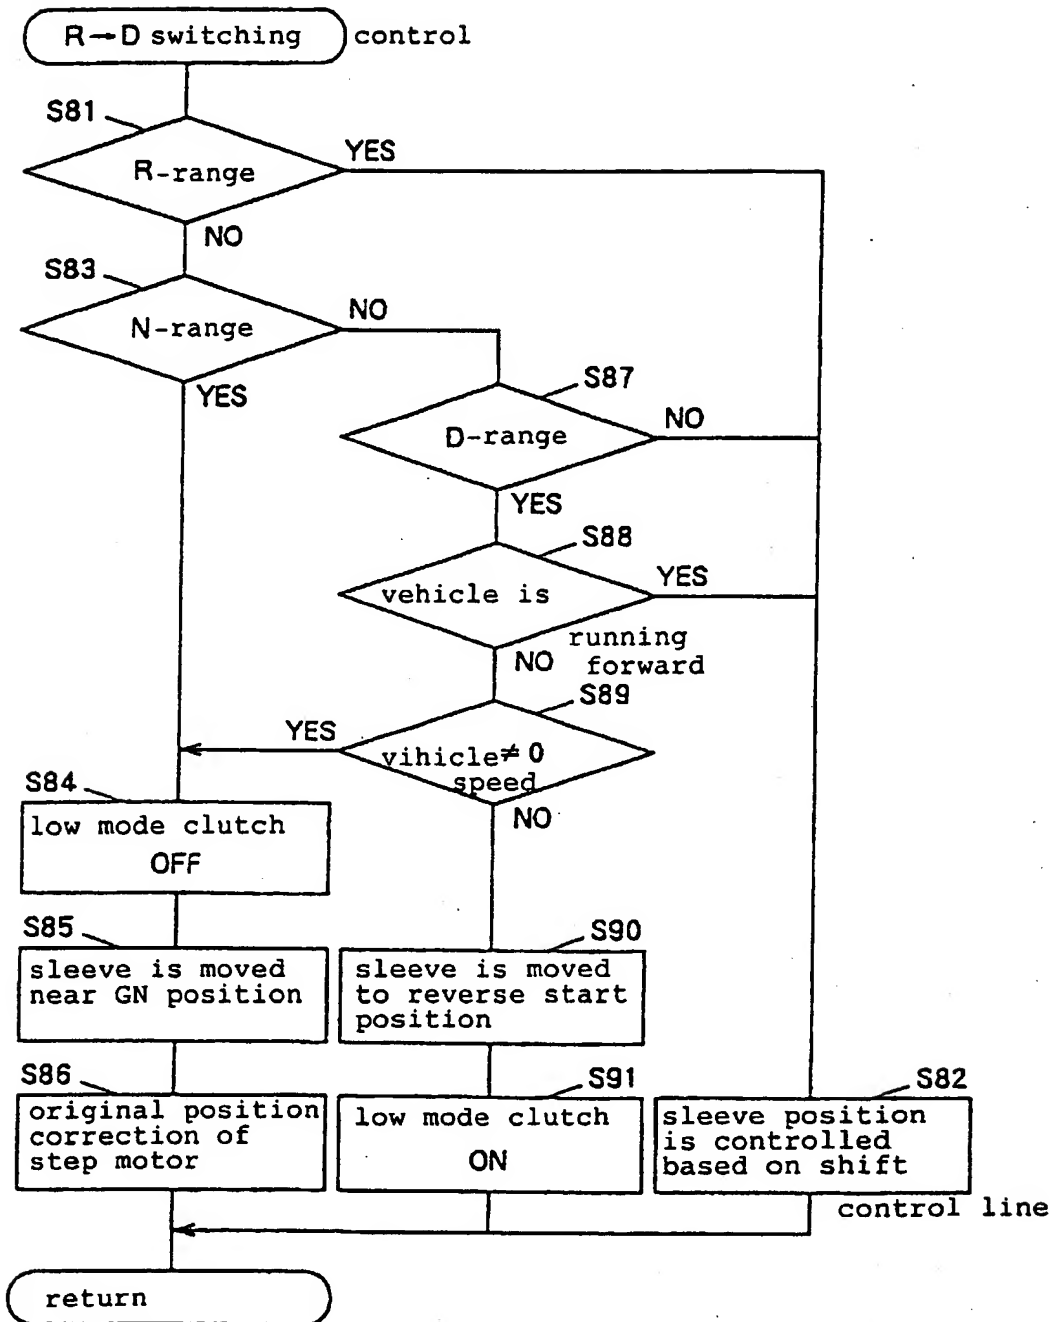 R→D switching control
S81
YES
R-range
NO
S83
NO
N-range
YES
S87
NO
D-range
YES
S88
YES
vehicle is
running
NO forward
S89
YES
vihicle≠0
speed
NO
S84
low mode clutch
OFF
S85
sleeve is moved
near GN position
S90
sleeve is moved
to reverse start
position
S86
original position
correction of
step motor
S91
low mode clutch
ON
S82
sleeve position
is controlled
based on shift
control line
return